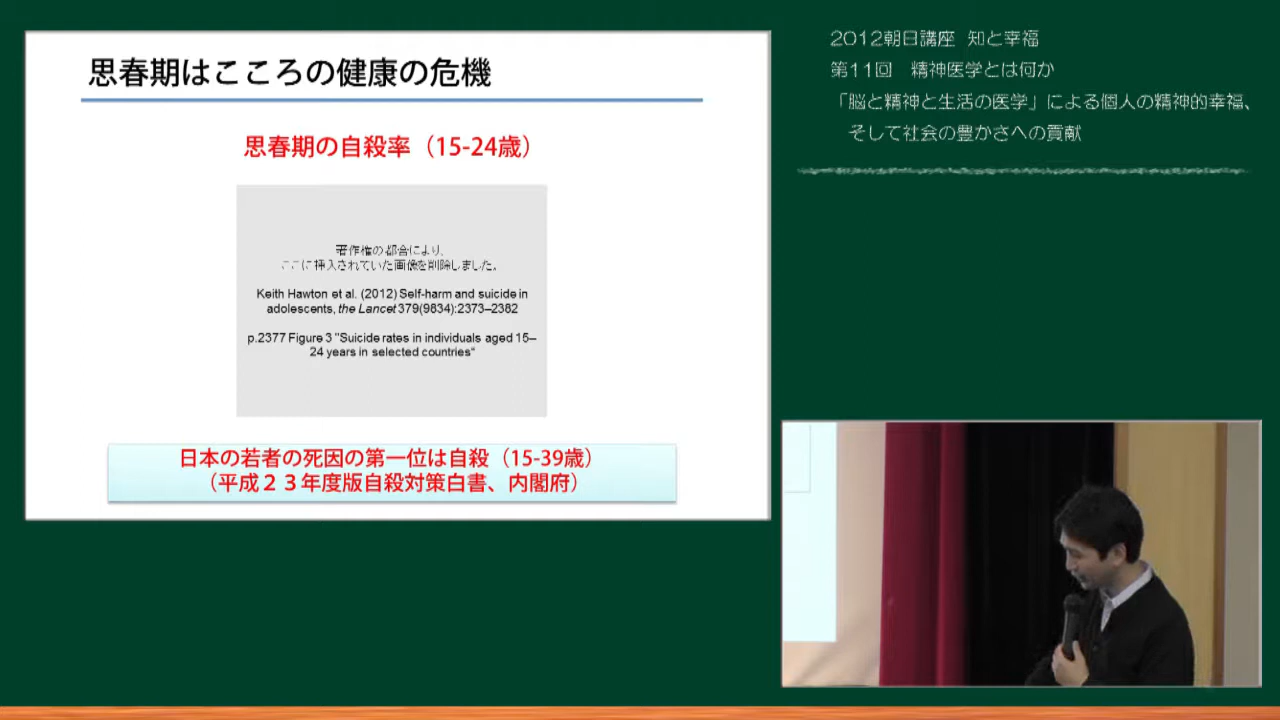 思春期はこころの健康の危機
思春期の自殺率（15-24歳）
著作権の都合により、
ここに挿入されていた画像を削除しました。
Keith Hawton et al. (2012) Self-harm and suicide in
adolescents, the Lancet 379(9834):2373–2382
p.2377 Figure 3 "Suicide rates in individuals aged 15–
24 years in selected countries"
日本の若者の死因の第一位は自殺（15-39歳）
（平成２３年度版自殺対策白書、内閣府）
2012朝日講座 知と幸福
第11回 精神医学とは何か
「脳と精神と生活の医学」による個人の精神的幸福、
そして社会の豊かさへの貢献